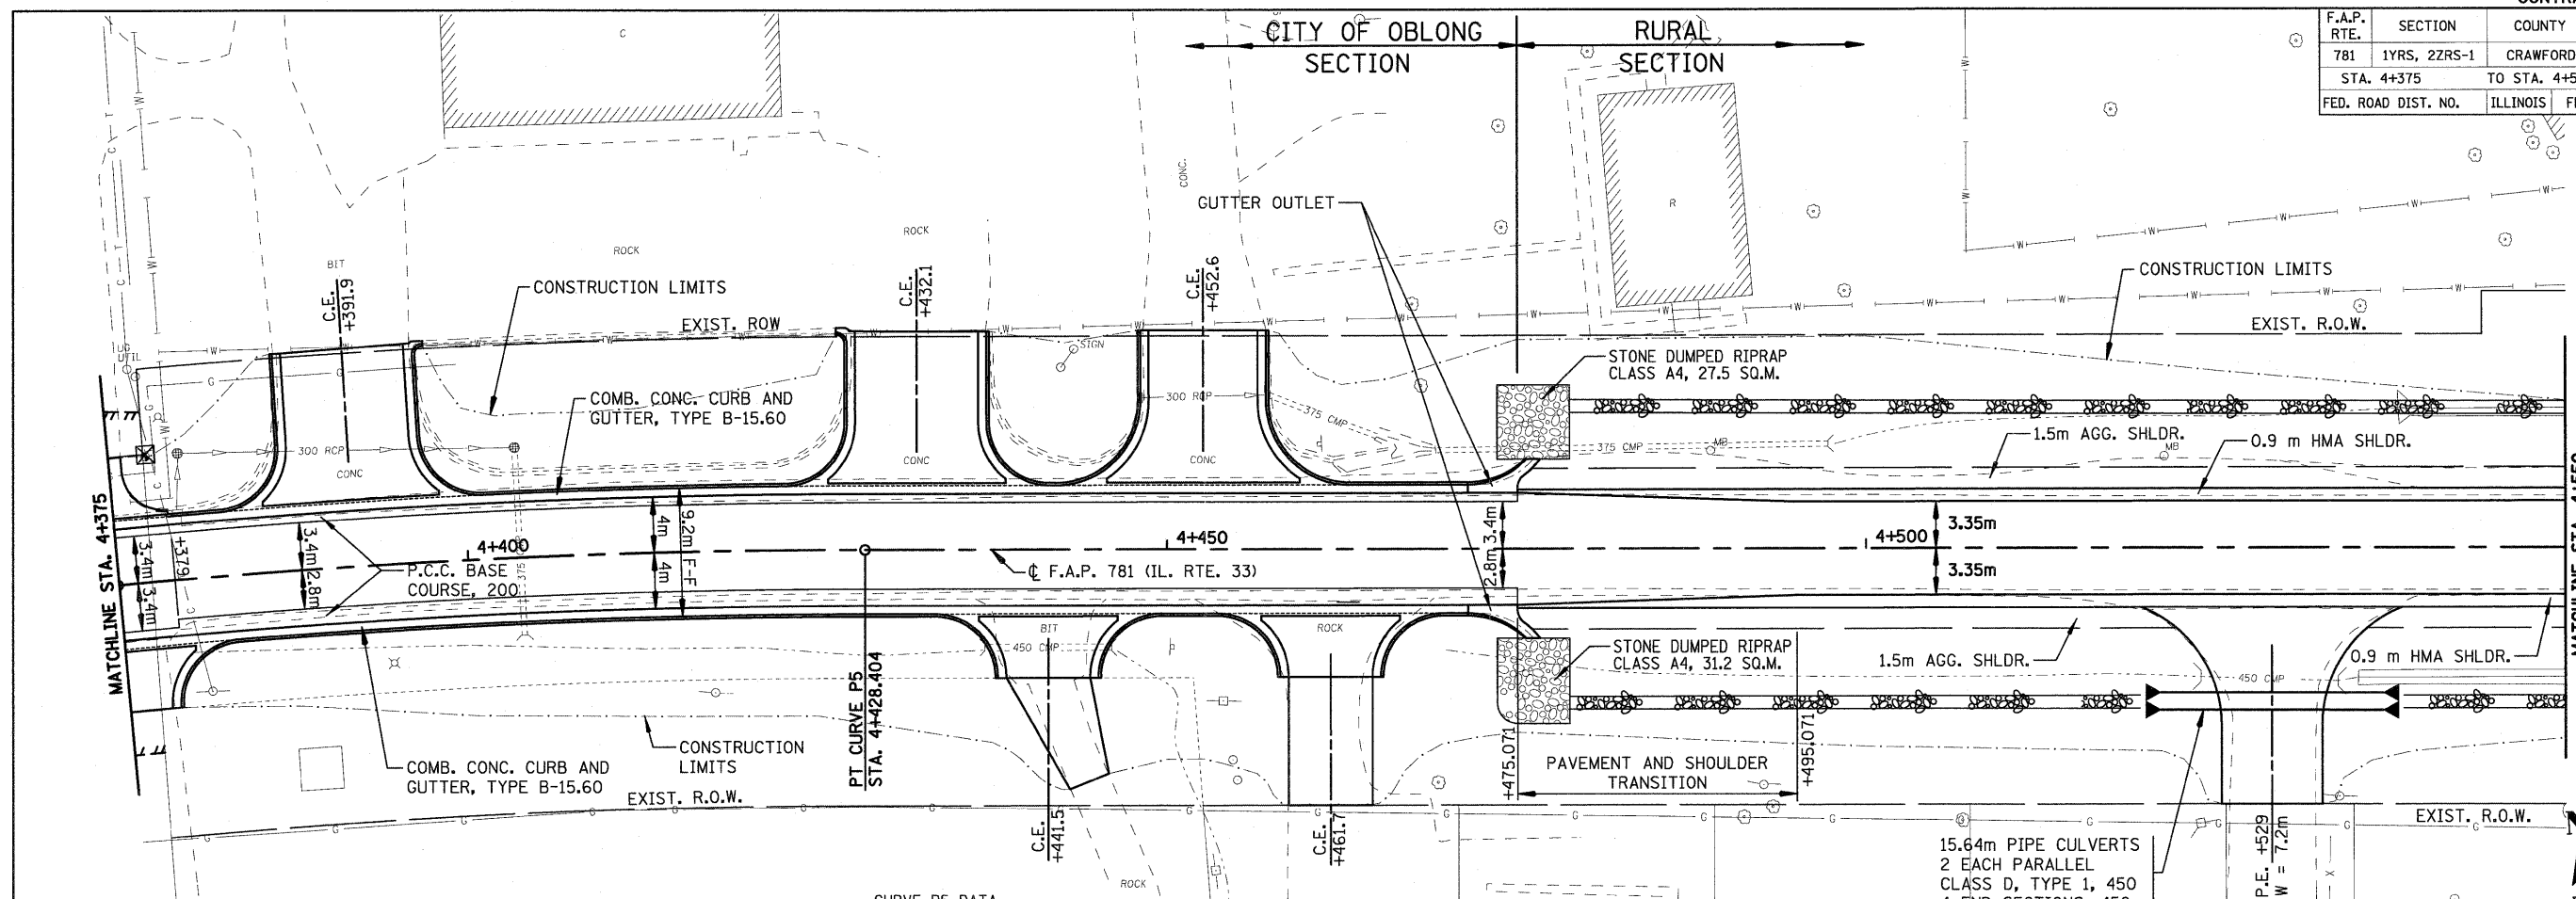 F.A.P. RTE.
SECTION
COUNTY
781
1YRS, 2ZRS-1
CRAWFORD
STA. 4+375
FED. ROAD DIST. NO.
ILLINOIS
CITY OF OBLONG
SECTION
RURAL
SECTION
C
CONC.
R
GUTTER OUTLET
ROCK
ROCK
BIT
C.E.
+391.9
C.E.
+432.1
C.E.
+452.6
CONSTRUCTION LIMITS
CONSTRUCTION LIMITS
EXIST. ROW
EXIST. R.O.W.
UG
UTIL
SIGN
STONE DUMPED RIPRAP
CLASS A4, 27.5 SQ.M.
COMB. CONC. CURB AND
GUTTER, TYPE B-15.60
300 RCP
300 RCP
375 CMP
375 CMP
MB
MB
1.5m AGG. SHLDR.
0.9 m HMA SHLDR.
CONC
CONC
CONC
MATCHLINE STA. 4+375
3.4m
3.4m
+379
3.4m
2.8m
4+400
P.C.C. BASE
COURSE, 200
4m
4m
9.2m F-F
4+450
℄ F.A.P. 781 (IL. RTE. 33)
3.4m
2.8m
4+500
3.35m
3.35m
PT CURVE P5
STA. 4+428.404
BIT
450 CMP
ROCK
STONE DUMPED RIPRAP
CLASS A4, 31.2 SQ.M.
1.5m AGG. SHLDR.
0.9 m HMA SHLDR.
450 CMP
CONSTRUCTION
LIMITS
COMB. CONC. CURB AND
GUTTER, TYPE B-15.60
EXIST. R.O.W.
C.E.
+441.5
C.E.
+461.7
+475.071
PAVEMENT AND SHOULDER
TRANSITION
+495.071
EXIST. R.O.W.
15.64m PIPE CULVERTS
2 EACH PARALLEL
CLASS D, TYPE 1, 450
P.E. +529
W = 7.2m
ROCK